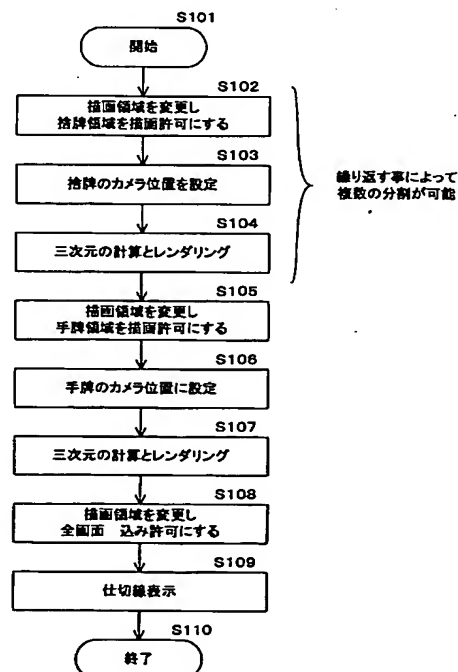 S101
開始
S102
描画領域を変更し
捨牌領域を描画許可にする
S103
捨牌のカメラ位置を設定
S104
三次元の計算とレンダリング
繰り返す事によって
複数の分割が可能
S105
描画領域を変更し
手牌領域を描画許可にする
S106
手牌のカメラ位置に設定
S107
三次元の計算とレンダリング
S108
描画領域を変更し
全画面 込み許可にする
S109
仕切線表示
S110
終了